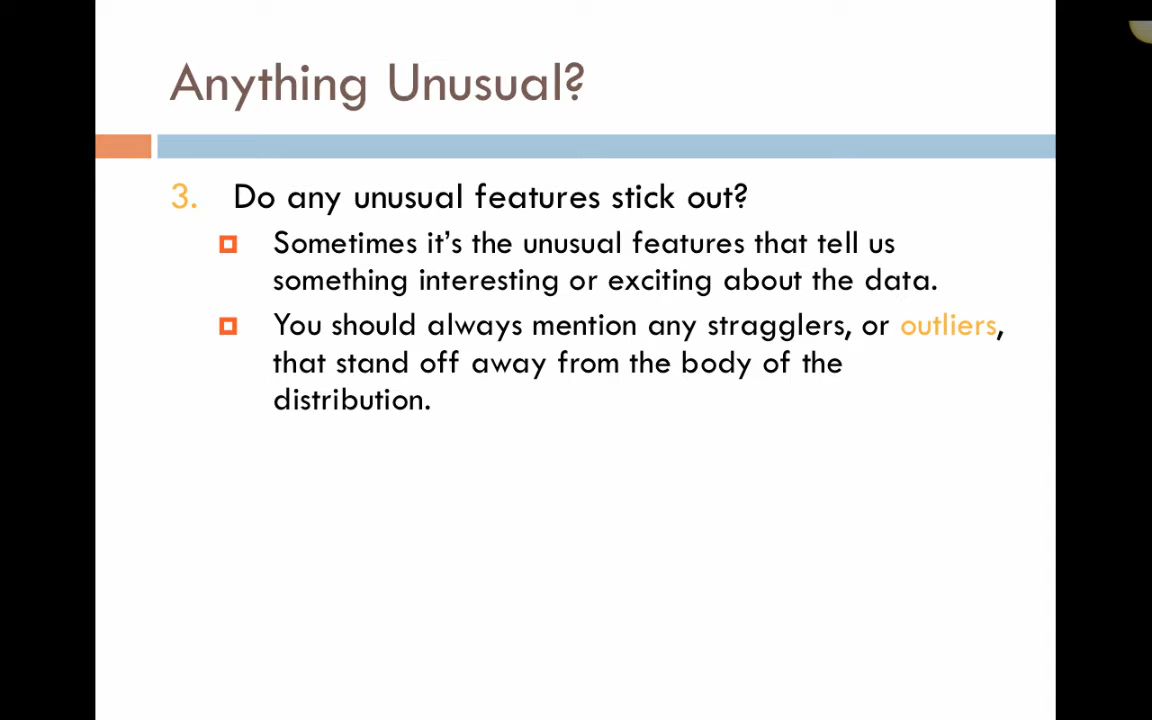 Anything Unusual?
3. Do any unusual features stick out?
Sometimes it’s the unusual features that tell us
something interesting or exciting about the data.
You should always mention any stragglers, or outliers,
that stand off away from the body of the
distribution.